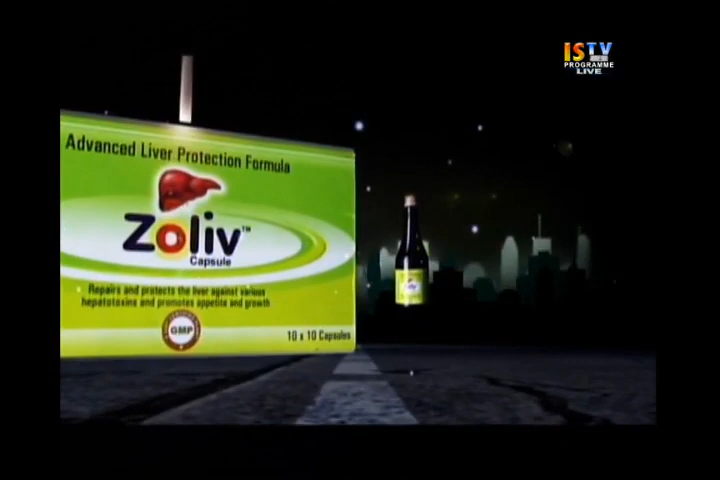 ISTV
PROGRAMME
LIVE
Advanced Liver Protection Formula
Zoliv™
Capsule
Repairs and protects the liver against various
hepatotoxins and promotes appetite and growth
GMP
10 x 10 Capsules